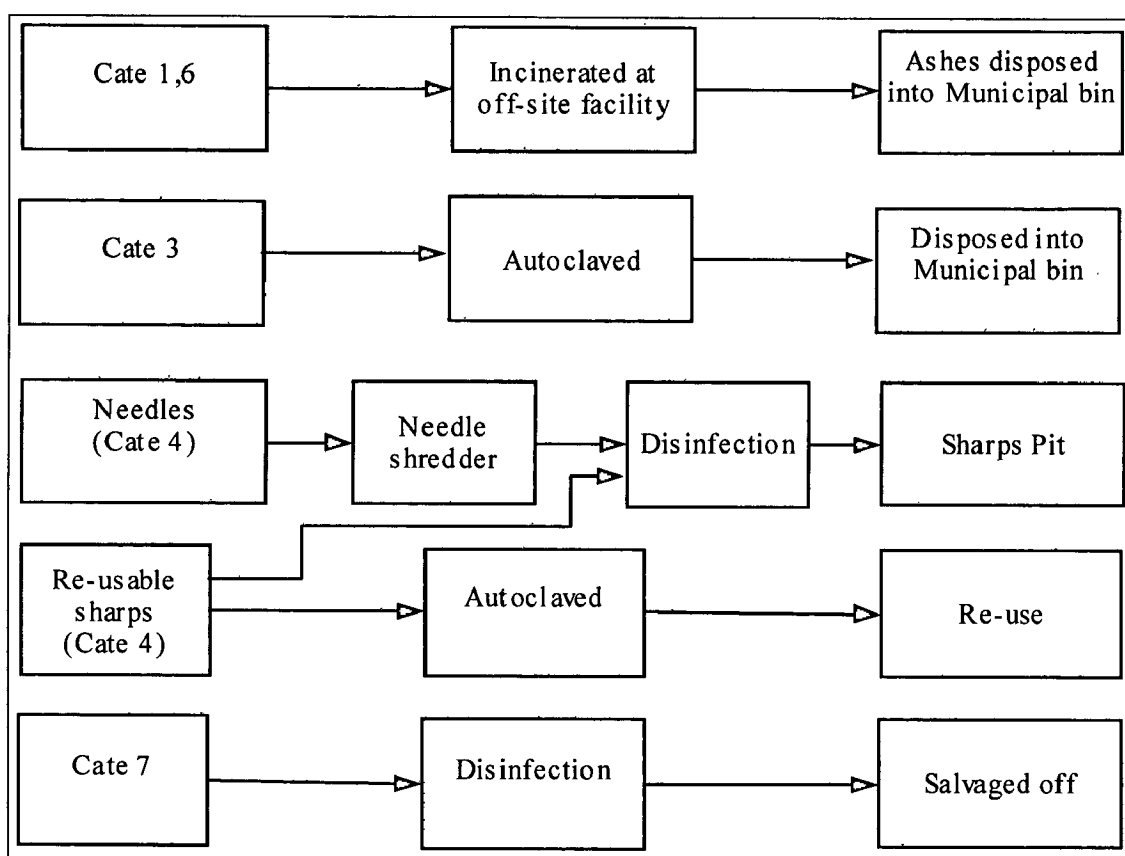 Cate 1,6
Incinerated at
off-site facility
Ashes disposed
into Municipal bin
Cate 3
Autoclaved
Disposed into
Municipal bin
Needles
(Cate 4)
Needle
shredder
Disinfection
Sharps Pit
Re-usable
sharps
(Cate 4)
Autoclaved
Re-use
Cate 7
Disinfection
Salvaged off